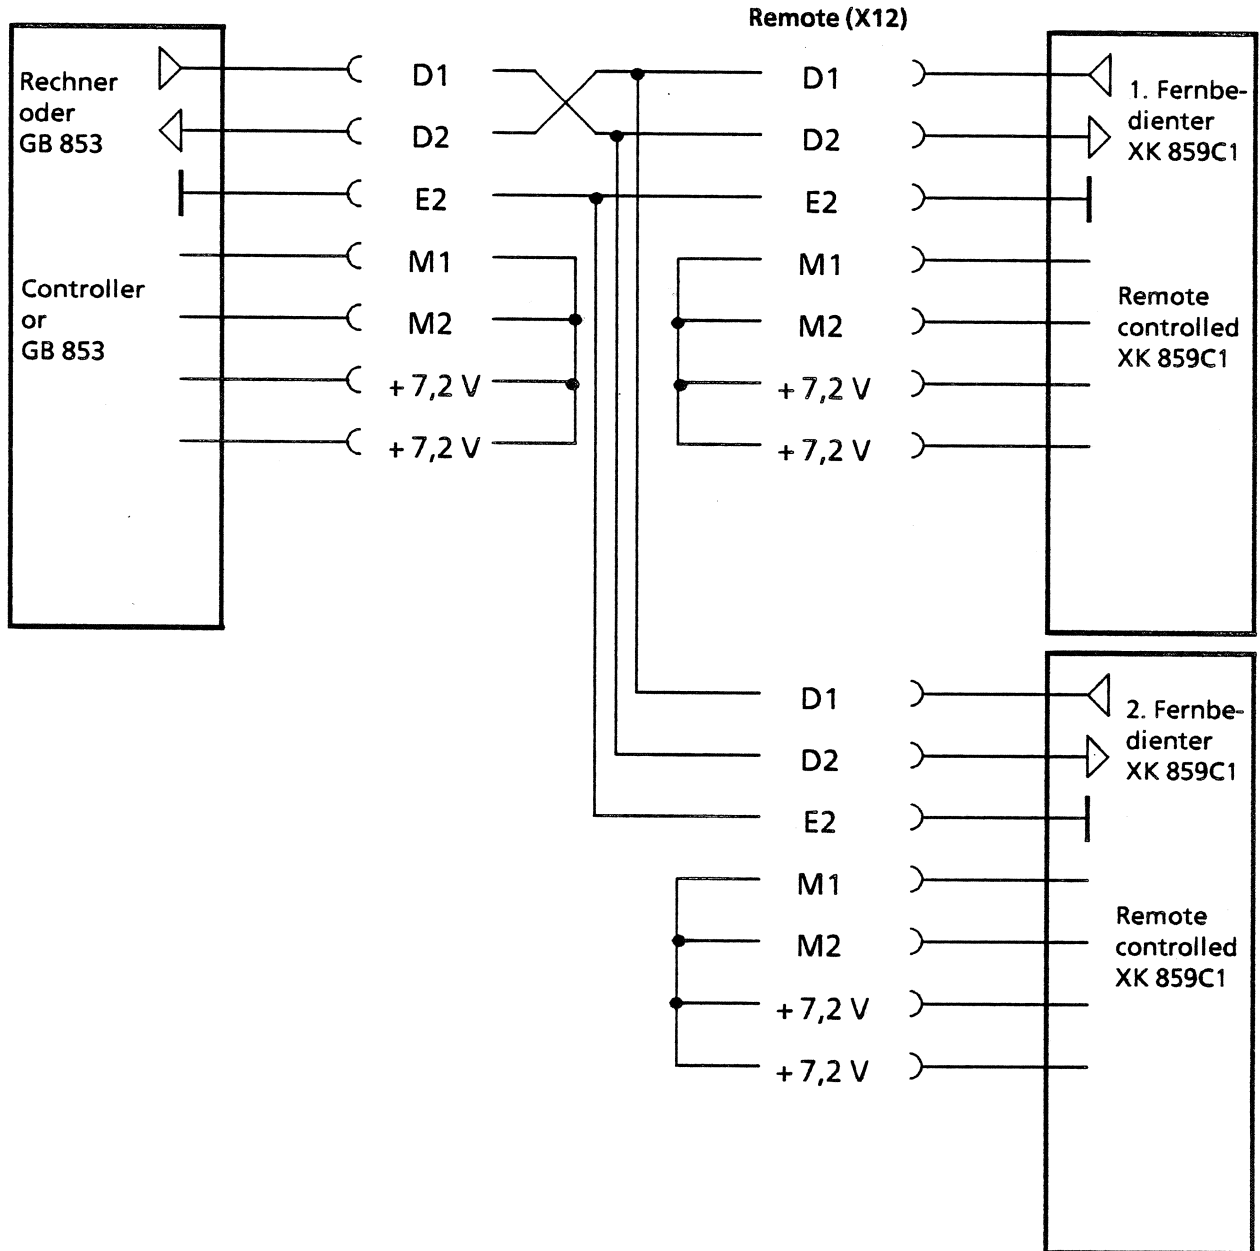 Remote (X12)
Rechner
oder
GB 853
Controller
or
GB 853
D1
D2
E2
M1
M2
+ 7,2 V
+ 7,2 V
D1
D2
E2
M1
M2
+ 7,2 V
+ 7,2 V
1. Fernbe-
dienter
XK 859C1
Remote
controlled
XK 859C1
D1
D2
E2
M1
M2
+ 7,2 V
+ 7,2 V
2. Fernbe-
dienter
XK 859C1
Remote
controlled
XK 859C1